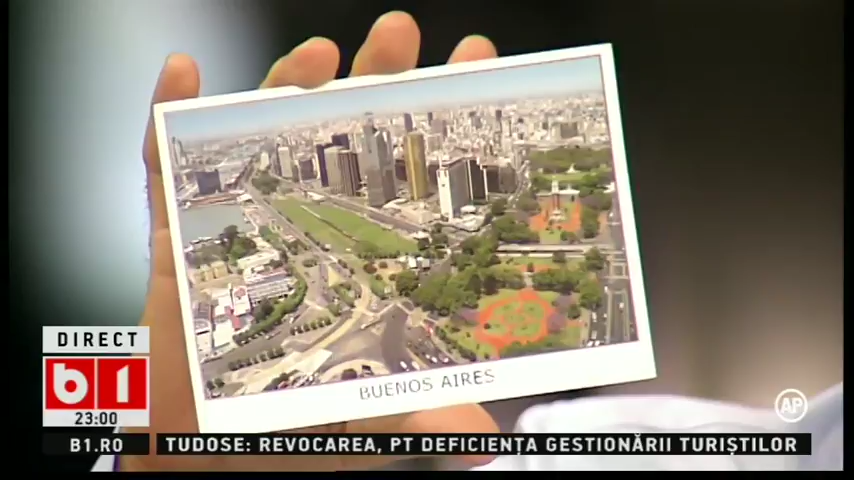 BUENOS AIRES
DIRECT
b1
23:00
AP
B1.RO
TUDOSE: REVOCAREA, PT DEFICIENȚA GESTIONĂRII TURIȘTILOR